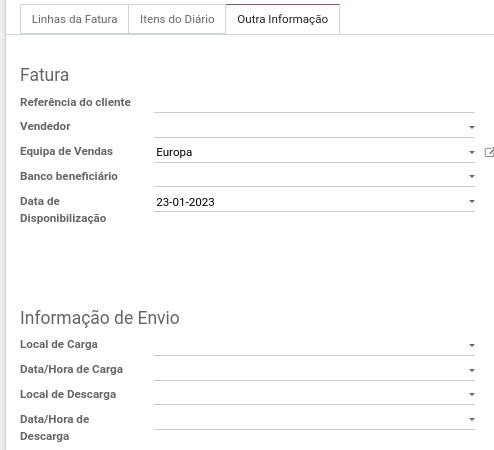 Linhas da Fatura Itens do Diário Outra Informação
Fatura
Referência do cliente
Vendedor
Equipa de Vendas Europa
Banco beneficiário
Data de 23-01-2023
Disponibilização
Informação de Envio
Local de Carga
Data/Hora de Carga
Local de Descarga
Data/Hora de
Descarga